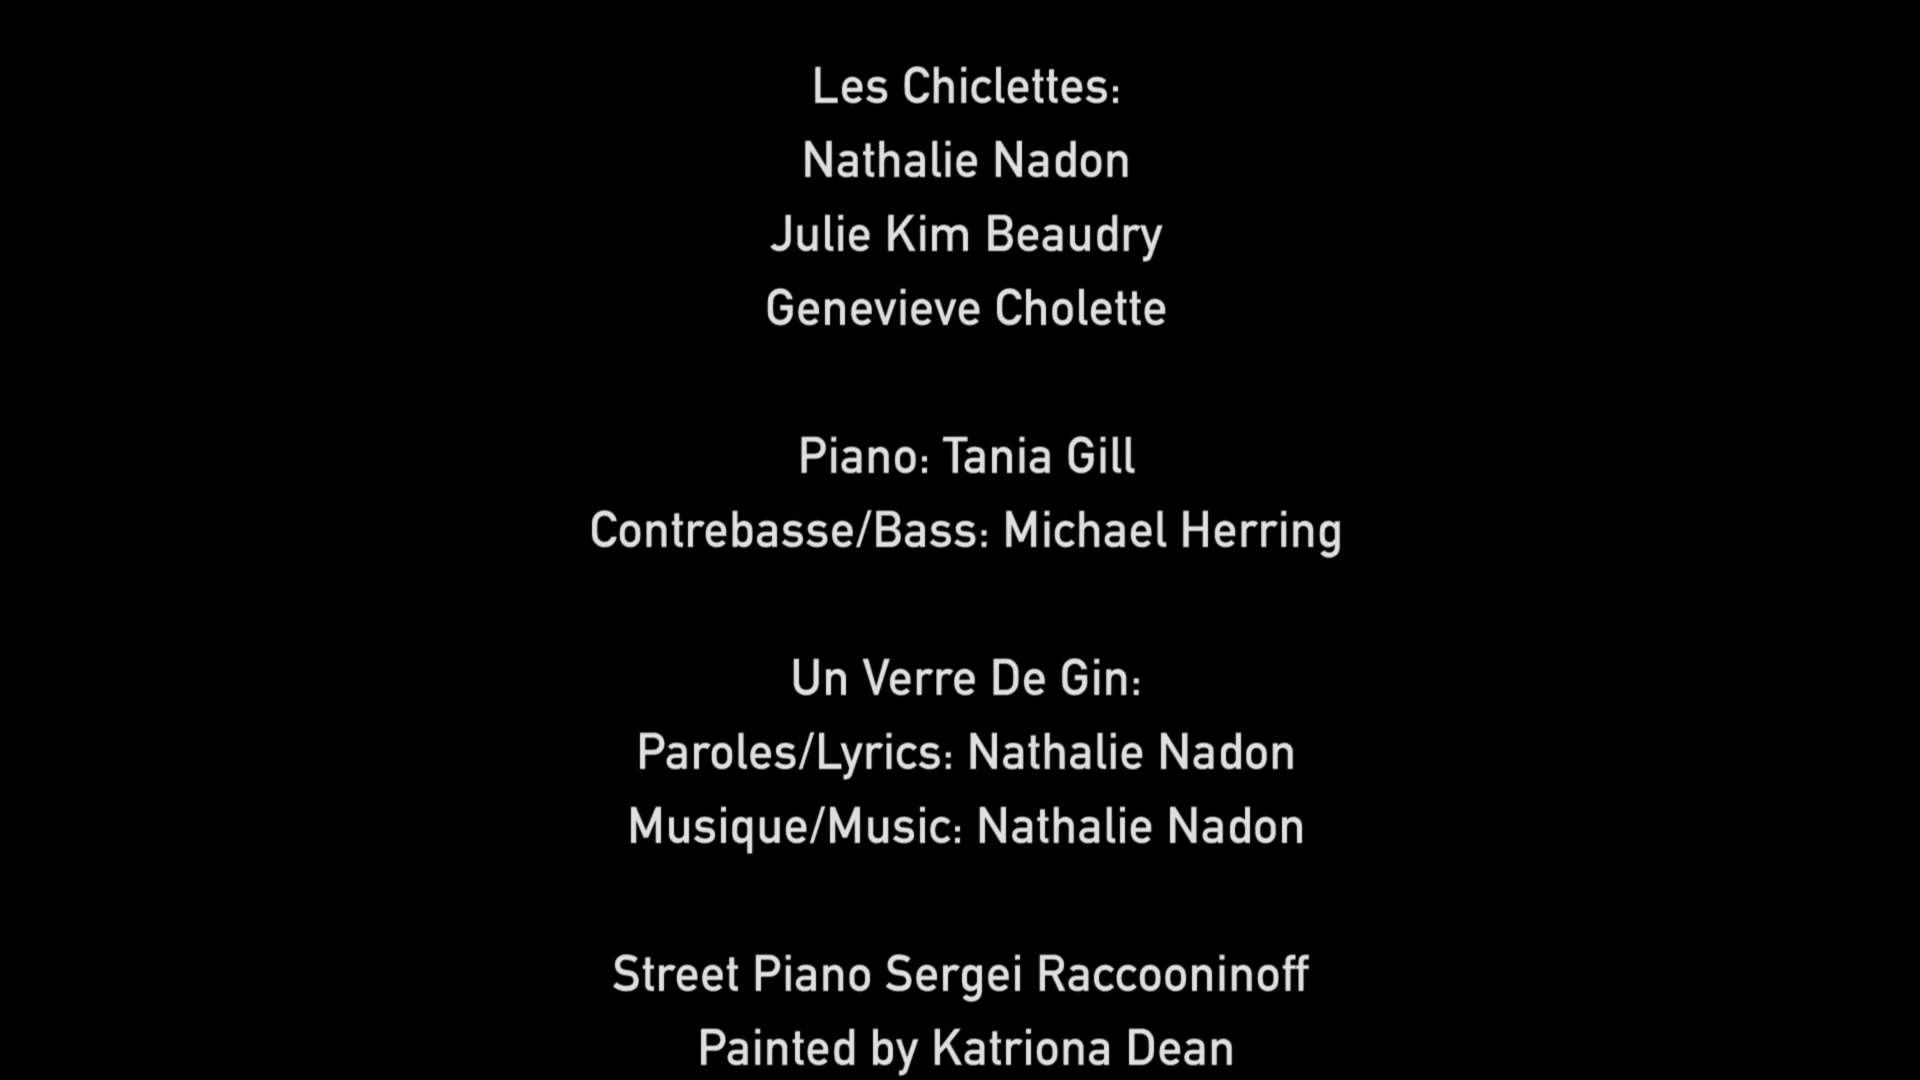 Les Chiclettes:
Nathalie Nadon
Julie Kim Beaudry
Genevieve Cholette
Piano: Tania Gill
Contrebasse/Bass: Michael Herring
Un Verre De Gin:
Paroles/Lyrics: Nathalie Nadon
Musique/Music: Nathalie Nadon
Street Piano Sergei Raccooninoff
Painted by Katriona Dean